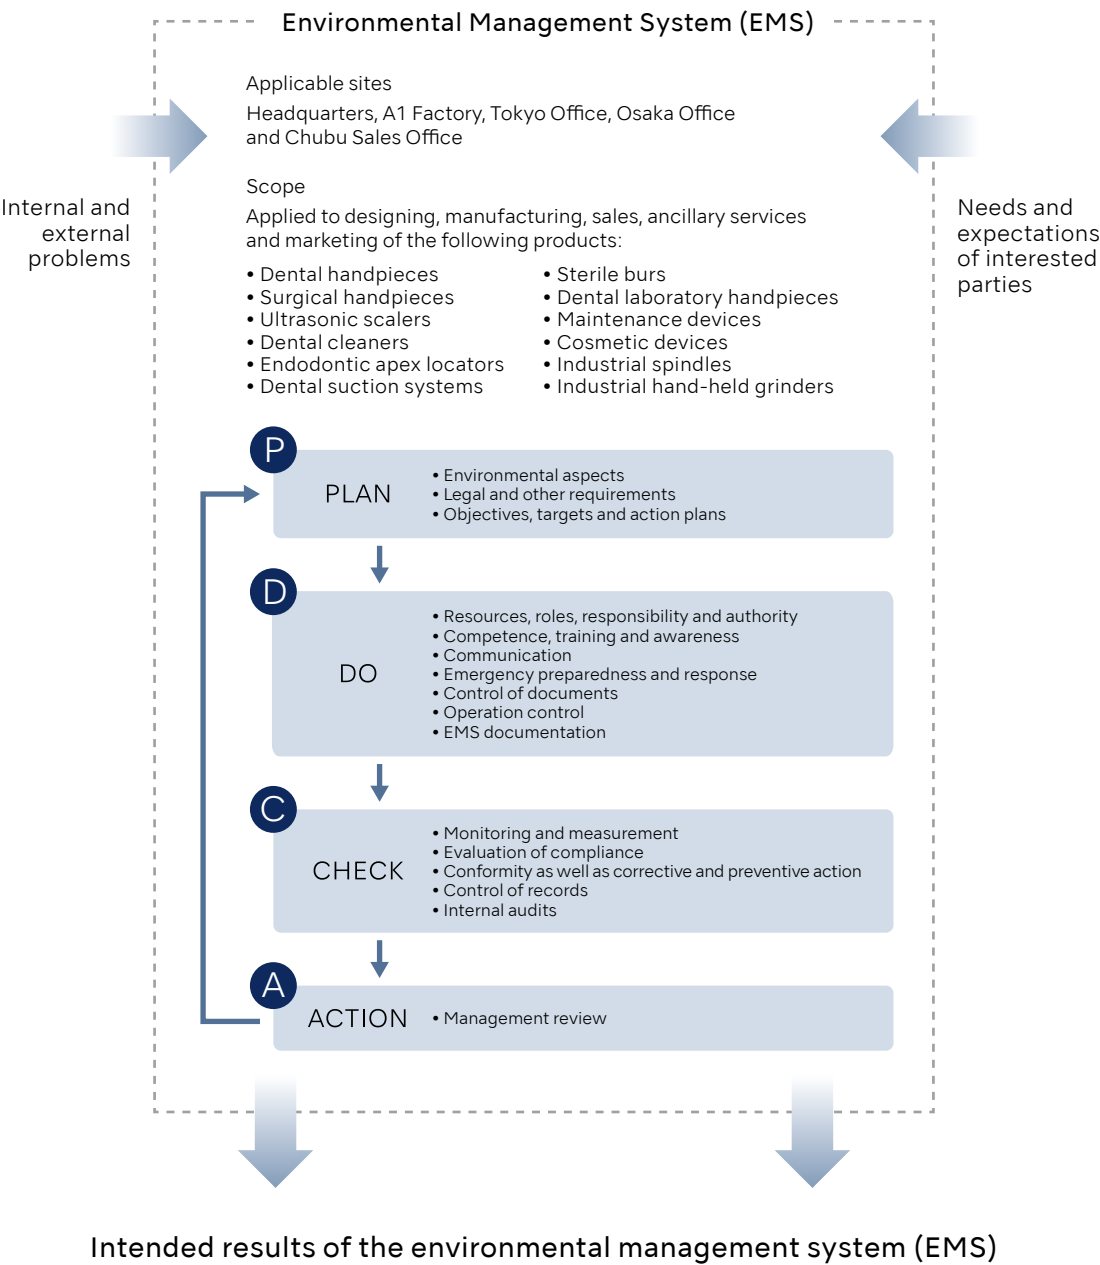 Environmental Management System (EMS)
Applicable sites
Headquarters, A1 Factory, Tokyo Office, Osaka Office
and Chubu Sales Office
Internal and
external
problems
Needs and
expectations
of interested
parties
Scope
Applied to designing, manufacturing, sales, ancillary services
and marketing of the following products:
• Dental handpieces
• Surgical handpieces
• Ultrasonic scalers
• Dental cleaners
• Endodontic apex locators
• Dental suction systems
• Sterile burs
• Dental laboratory handpieces
• Maintenance devices
• Cosmetic devices
• Industrial spindles
• Industrial hand-held grinders
P
PLAN
• Environmental aspects
• Legal and other requirements
• Objectives, targets and action plans
D
DO
• Resources, roles, responsibility and authority
• Competence, training and awareness
• Communication
• Emergency preparedness and response
• Control of documents
• Operation control
• EMS documentation
C
CHECK
• Monitoring and measurement
• Evaluation of compliance
• Conformity as well as corrective and preventive action
• Control of records
• Internal audits
A
ACTION
• Management review
Intended results of the environmental management system (EMS)